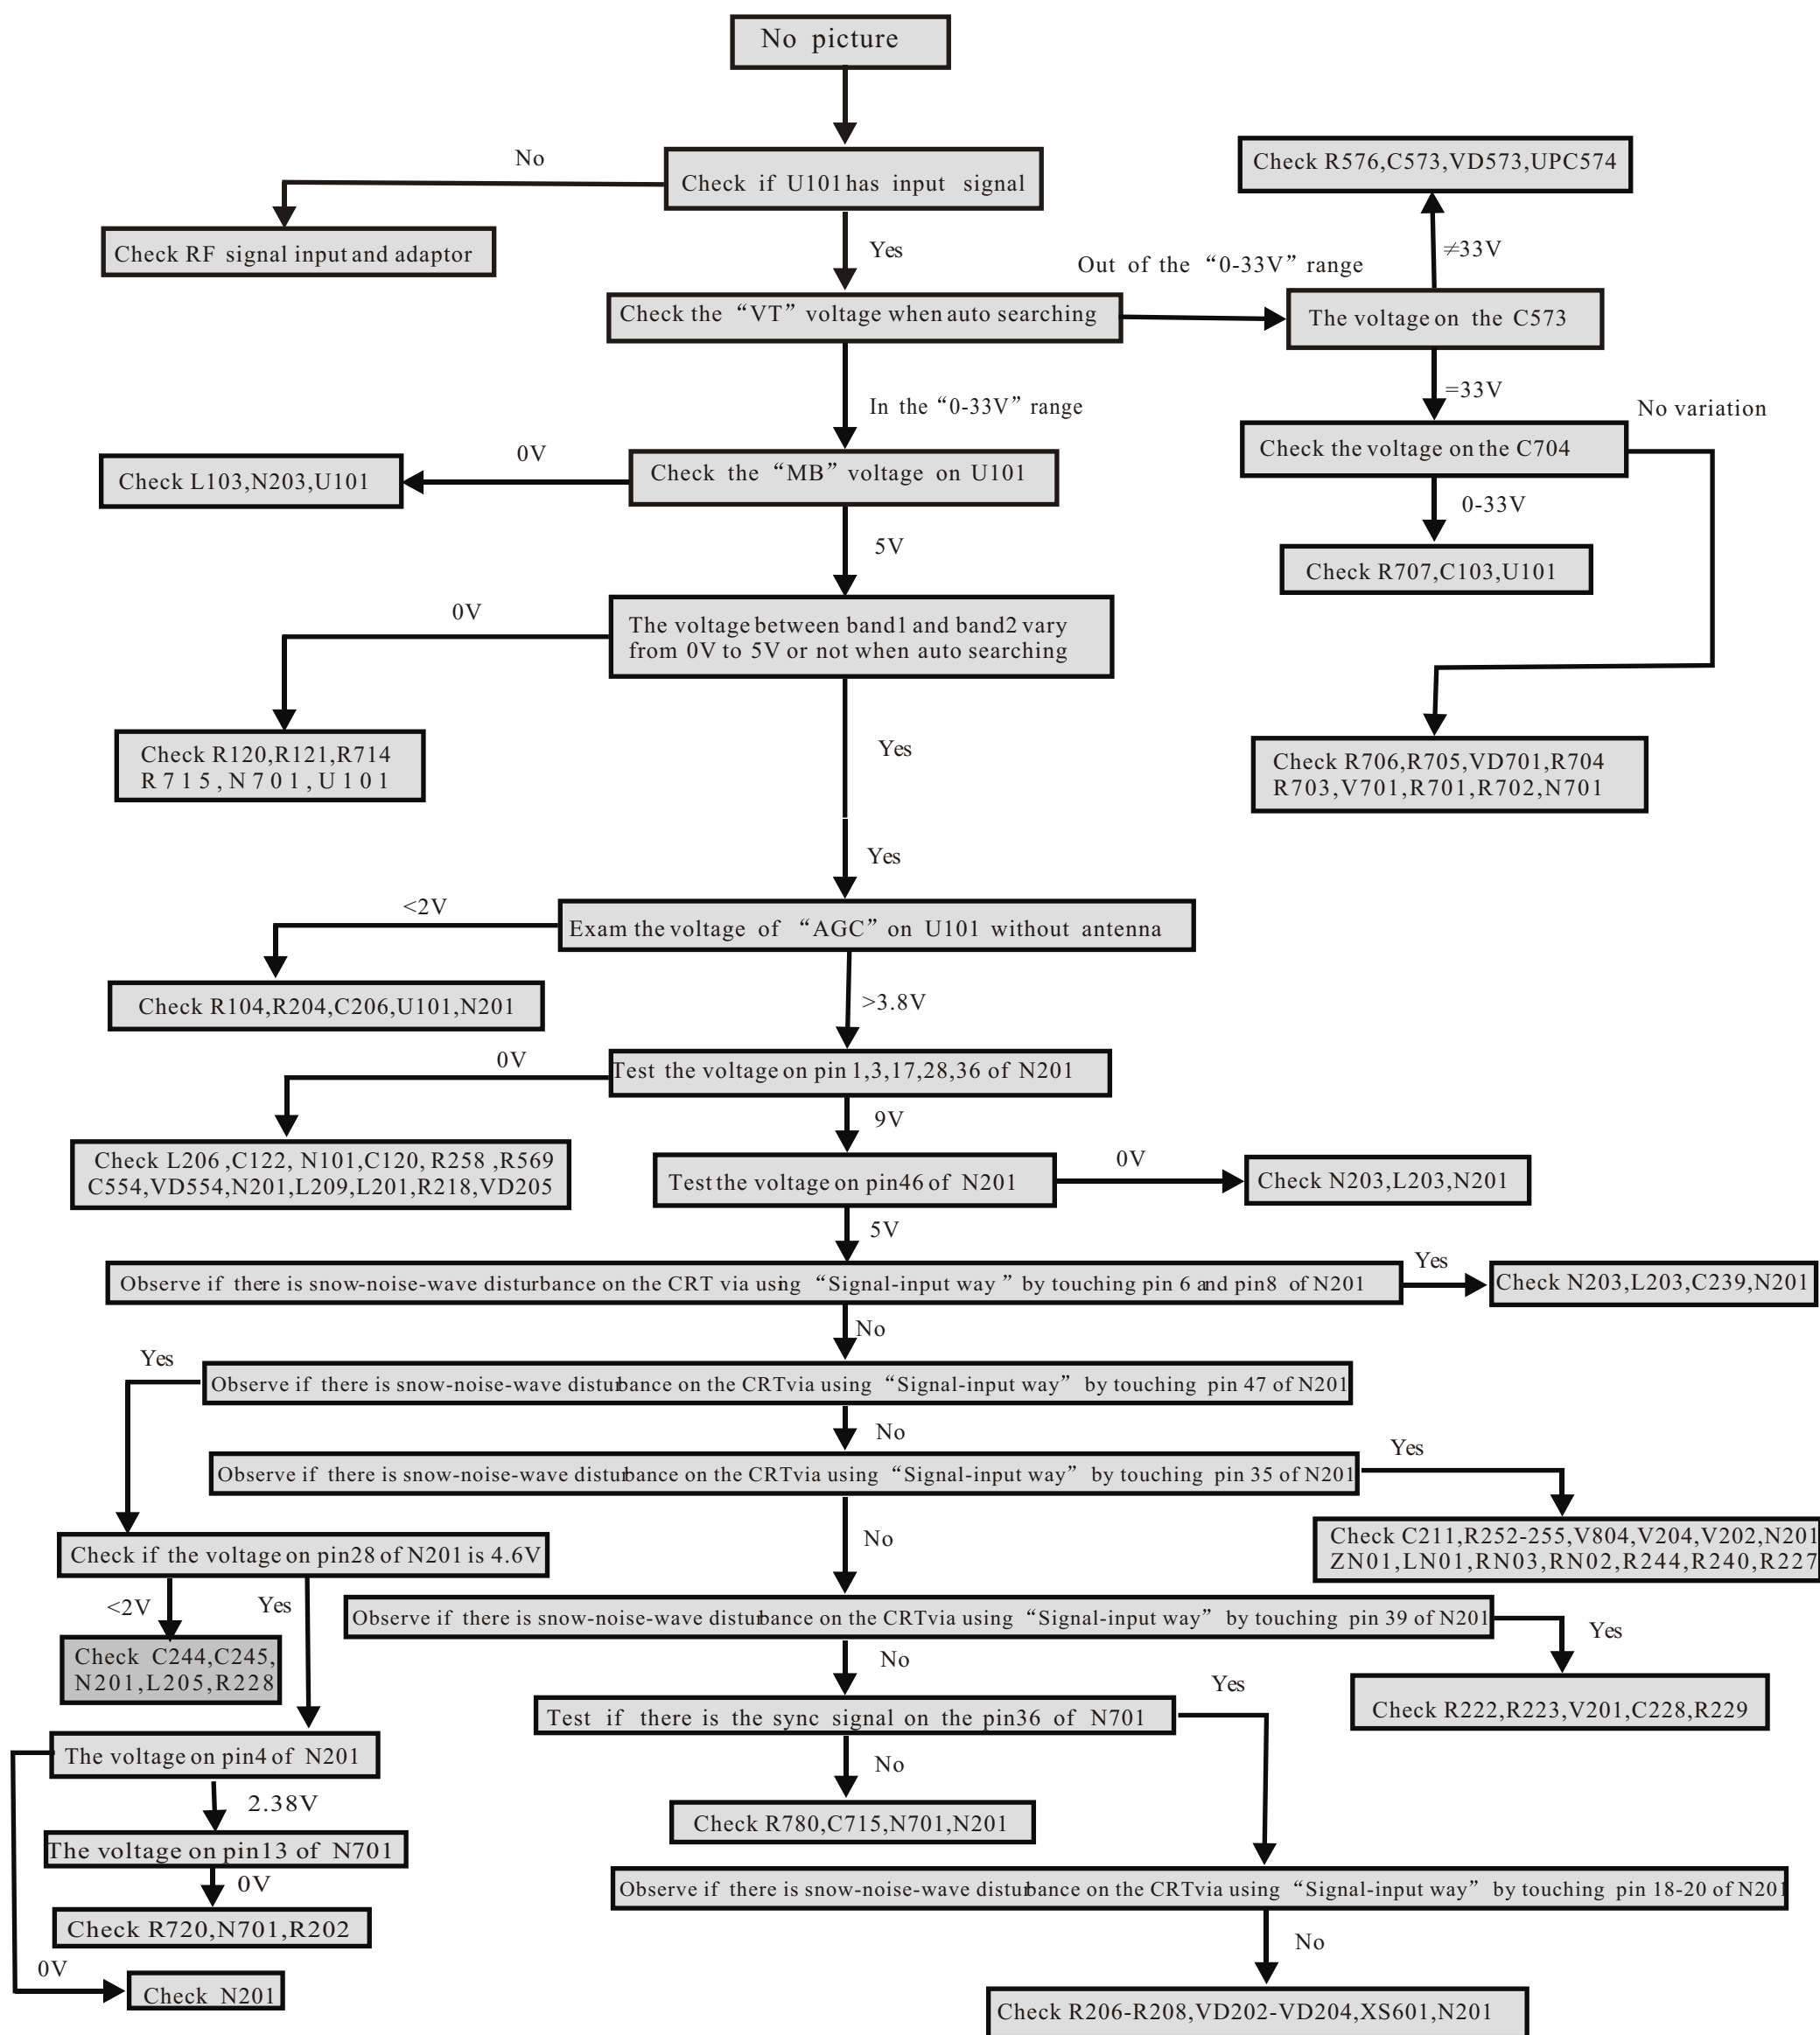 No picture
No
Check if U101 has input signal
Check R576,C573,VD573,UPC574
Check RF signal input and adaptor
Yes
≠33V
Out of the “0-33V” range
Check the “VT” voltage when auto searching
The voltage on the C573
=33V
In the “0-33V” range
No variation
Check the voltage on the C704
0V
Check L103,N203,U101
Check the “MB” voltage on U101
0-33V
5V
Check R707,C103,U101
0V
The voltage between band1 and band2 vary
from 0V to 5V or not when auto searching
Yes
Check R120,R121,R714
R715,N701,U101
Check R706,R705,VD701,R704
R703,V701,R701,R702,N701
Yes
<2V
Exam the voltage of “AGC” on U101 without antenna
Check R104,R204,C206,U101,N201
>3.8V
0V
Test the voltage on pin 1,3,17,28,36 of N201
9V
Check L206,C122, N101,C120, R258 ,R569
C554,VD554,N201,L209,L201,R218,VD205
Test the voltage on pin46 of N201
0V
Check N203,L203,N201
5V
Observe if there is snow-noise-wave disturbance on the CRT via using “Signal-input way ” by touching pin 6 and pin8 of N201
Yes
Check N203,L203,C239,N201
No
Yes
Observe if there is snow-noise-wave disturbance on the CRTvia using “Signal-input way” by touching pin 47 of N201
No
Observe if there is snow-noise-wave disturbance on the CRTvia using “Signal-input way” by touching pin 35 of N201
Yes
No
Check C211,R252-255,V804,V204,V202,N201
ZN01,LN01,RN03,RN02,R244,R240,R227
Check if the voltage on pin28 of N201 is 4.6V
<2V
Yes
Observe if there is snow-noise-wave disturbance on the CRTvia using “Signal-input way” by touching pin 39 of N201
Yes
Check C244,C245,
N201,L205,R228
No
Check R222,R223,V201,C228,R229
Test if there is the sync signal on the pin36 of N701
Yes
The voltage on pin4 of N201
No
2.38V
Check R780,C715,N701,N201
The voltage on pin13 of N701
0V
Observe if there is snow-noise-wave disturbance on the CRTvia using “Signal-input way” by touching pin 18-20 of N201
Check R720,N701,R202
No
0V
Check N201
Check R206-R208,VD202-VD204,XS601,N201